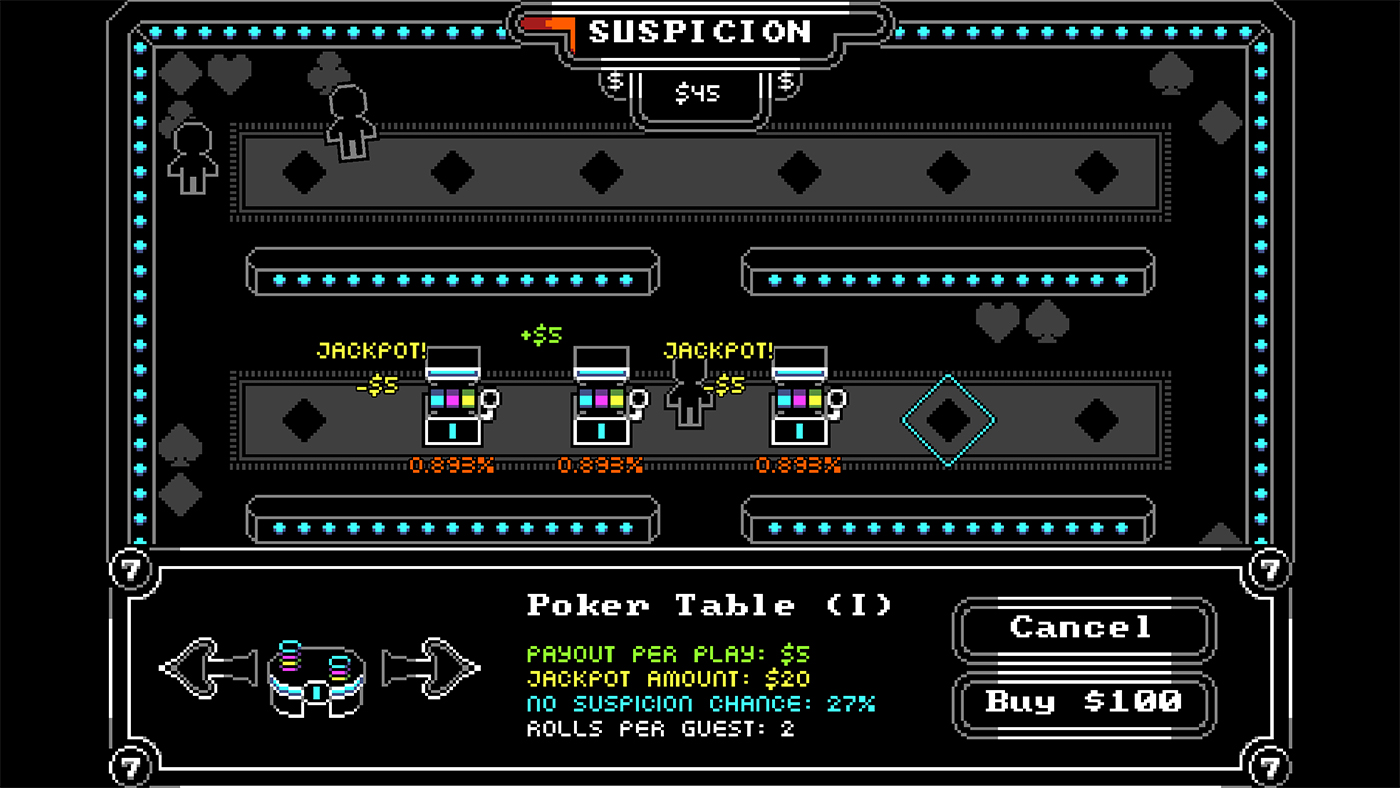 SUSPICION
$ $45 $
+$5
JACKPOT! JACKPOT!
-$5 -$5
0.893% 0.893% 0.893%
7 7
Poker Table (I)
PAYOUT PER PLAY: $5
JACKPOT AMOUNT: $20
NO SUSPICION CHANCE: 27%
ROLLS PER GUEST: 2
Cancel
Buy $100
7 7